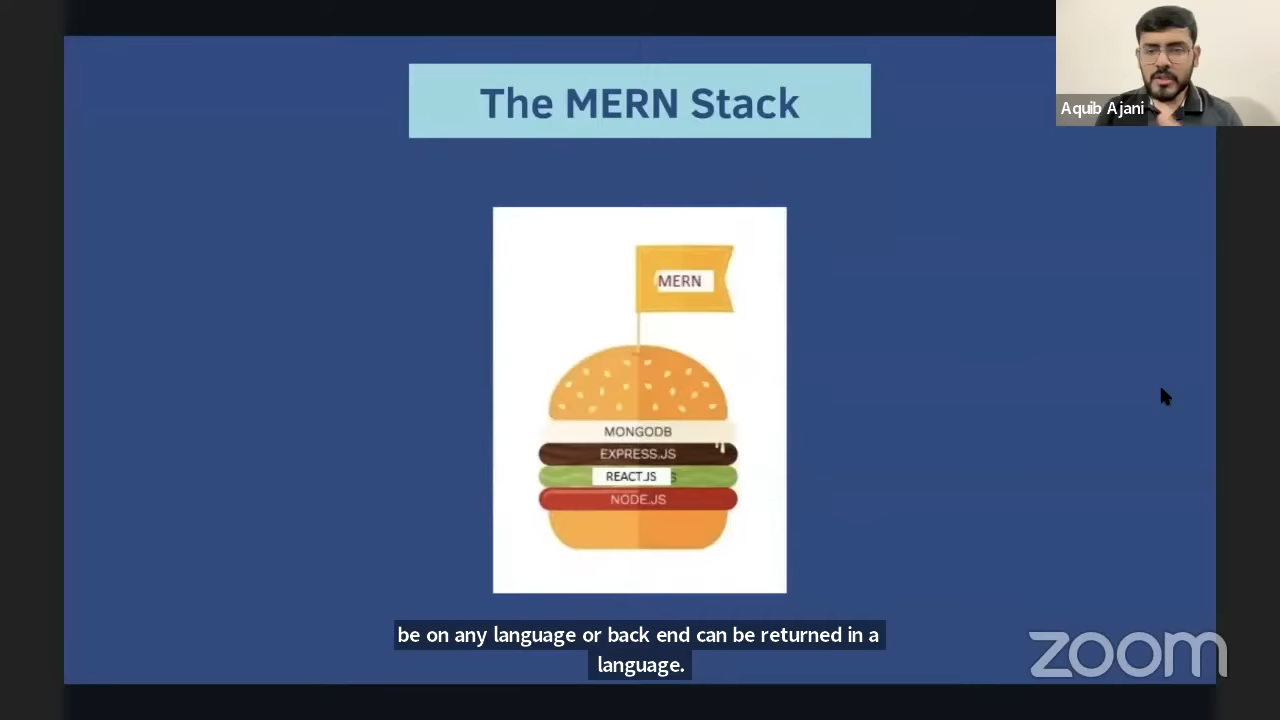 The MERN Stack
Aquib Ajani
MERN
MONGODB
EXPRESS.JS
REACT.JS S
NODE.JS
be on any language or back end can be returned in a
language.
zoom